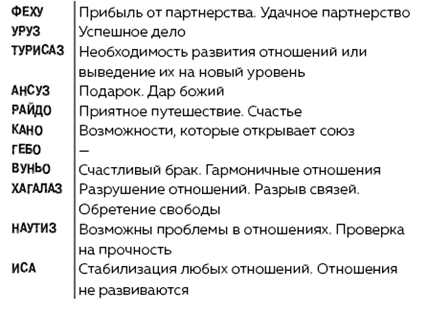 ФЕХУ Прибыль от партнерства. Удачное партнерство
УРУЗ Успешное дело
ТУРИСАЗ Необходимость развития отношений или
выведение их на новый уровень
АНСУЗ Подарок. Дар божий
РАЙДО Приятное путешествие. Счастье
КАНО Возможности, которые открывает союз
ГЕБО —
ВУНЬО Счастливый брак. Гармоничные отношения
ХАГАЛАЗ Разрушение отношений. Разрыв связей.
Обретение свободы
НАУТИЗ Возможны проблемы в отношениях. Проверка
на прочность
ИСА Стабилизация любых отношений. Отношения
не развиваются